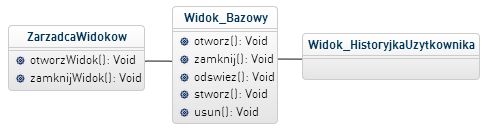 ZarzadcaWidokow
otworzWidok(): Void
zamknijWidok(): Void
Widok_Bazowy
otworz(): Void
zamknij(): Void
odswiez(): Void
stworz(): Void
usun(): Void
Widok_HistoryjkaUzytkownika